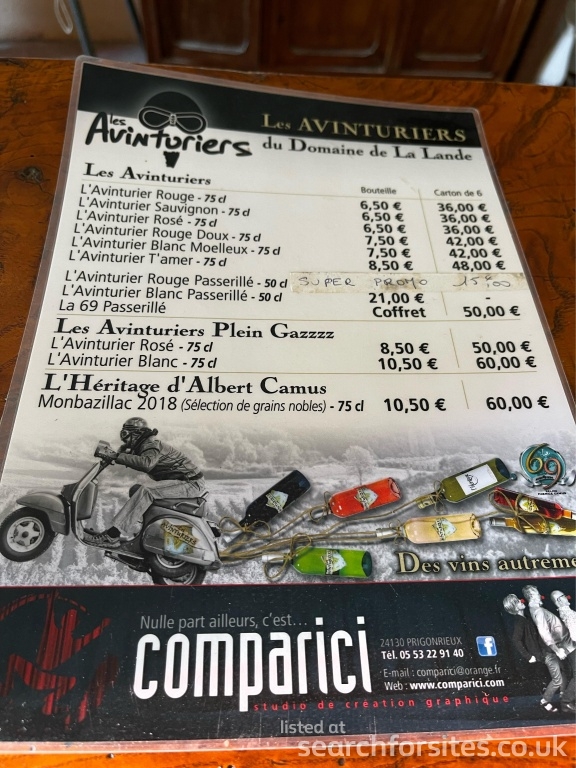 les
Avinturiers
Les AVINTURIERS
du Domaine de La Lande
Les Avinturiers Bouteille Carton de 6
L'Avinturier Rouge - 75 cl 6,50 € 36,00 €
L'Avinturier Sauvignon - 75 cl 6,50 € 36,00 €
L'Avinturier Rosé - 75 cl 6,50 € 36,00 €
L'Avinturier Rouge Doux - 75 cl 7,50 € 42,00 €
L'Avinturier Blanc Moelleux - 75 cl 7,50 € 42,00 €
L'Avinturier T'amer - 75 cl 8,50 € 48,00 €
L'Avinturier Rouge Passerillé - 50 cl SUPER PROMO 15€00
L'Avinturier Blanc Passerillé - 50 cl 21,00 € -
La 69 Passerillé Coffret 50,00 €
Les Avinturiers Plein Gazzzz
L'Avinturier Rosé - 75 cl 8,50 € 50,00 €
L'Avinturier Blanc - 75 cl 10,50 € 60,00 €
L'Héritage d'Albert Camus
Monbazillac 2018 (Sélection de grains nobles) - 75 cl 10,50 € 60,00 €
69
Des vins autreme
Nulle part ailleurs, c'est...
comparici
studio de création graphique
24130 PRIGONRIEUX
Tél. 05 53 22 91 40
E-mail : comparici@orange.fr
Web : www.comparici.com
f
listed at
searchforsites.co.uk